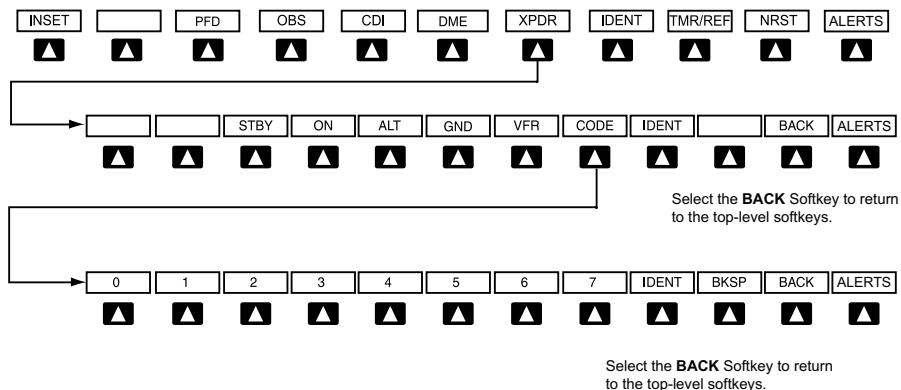 INSET PFD OBS CDI DME XPDR IDENT TMR/REF NRST ALERTS
STBY ON ALT GND VFR CODE IDENT BACK ALERTS
Select the BACK Softkey to return
to the top-level softkeys.
0 1 2 3 4 5 6 7 IDENT BKSP BACK ALERTS
Select the BACK Softkey to return
to the top-level softkeys.